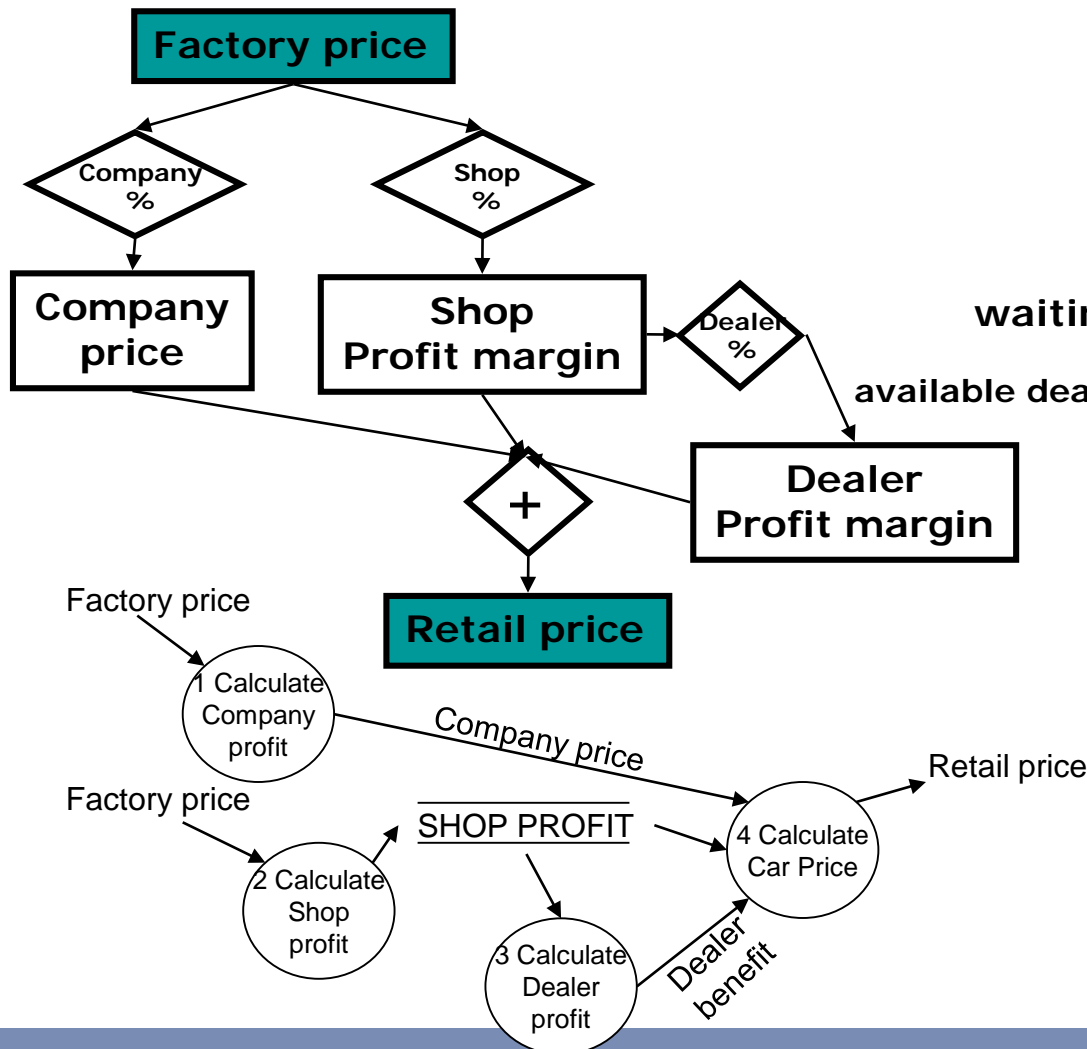 Factory price
Company
%
Shop
%
Company
price
Shop
Profit margin
Dealer
%
available
Dealer
Profit margin
+
Retail price
Factory price
1 Calculate
Company
profit
Company price
Retail price
Factory price
SHOP PROFIT
4 Calculate
Car Price
2 Calculate
Shop
profit
3 Calculate
Dealer
profit
Dealer
benefit